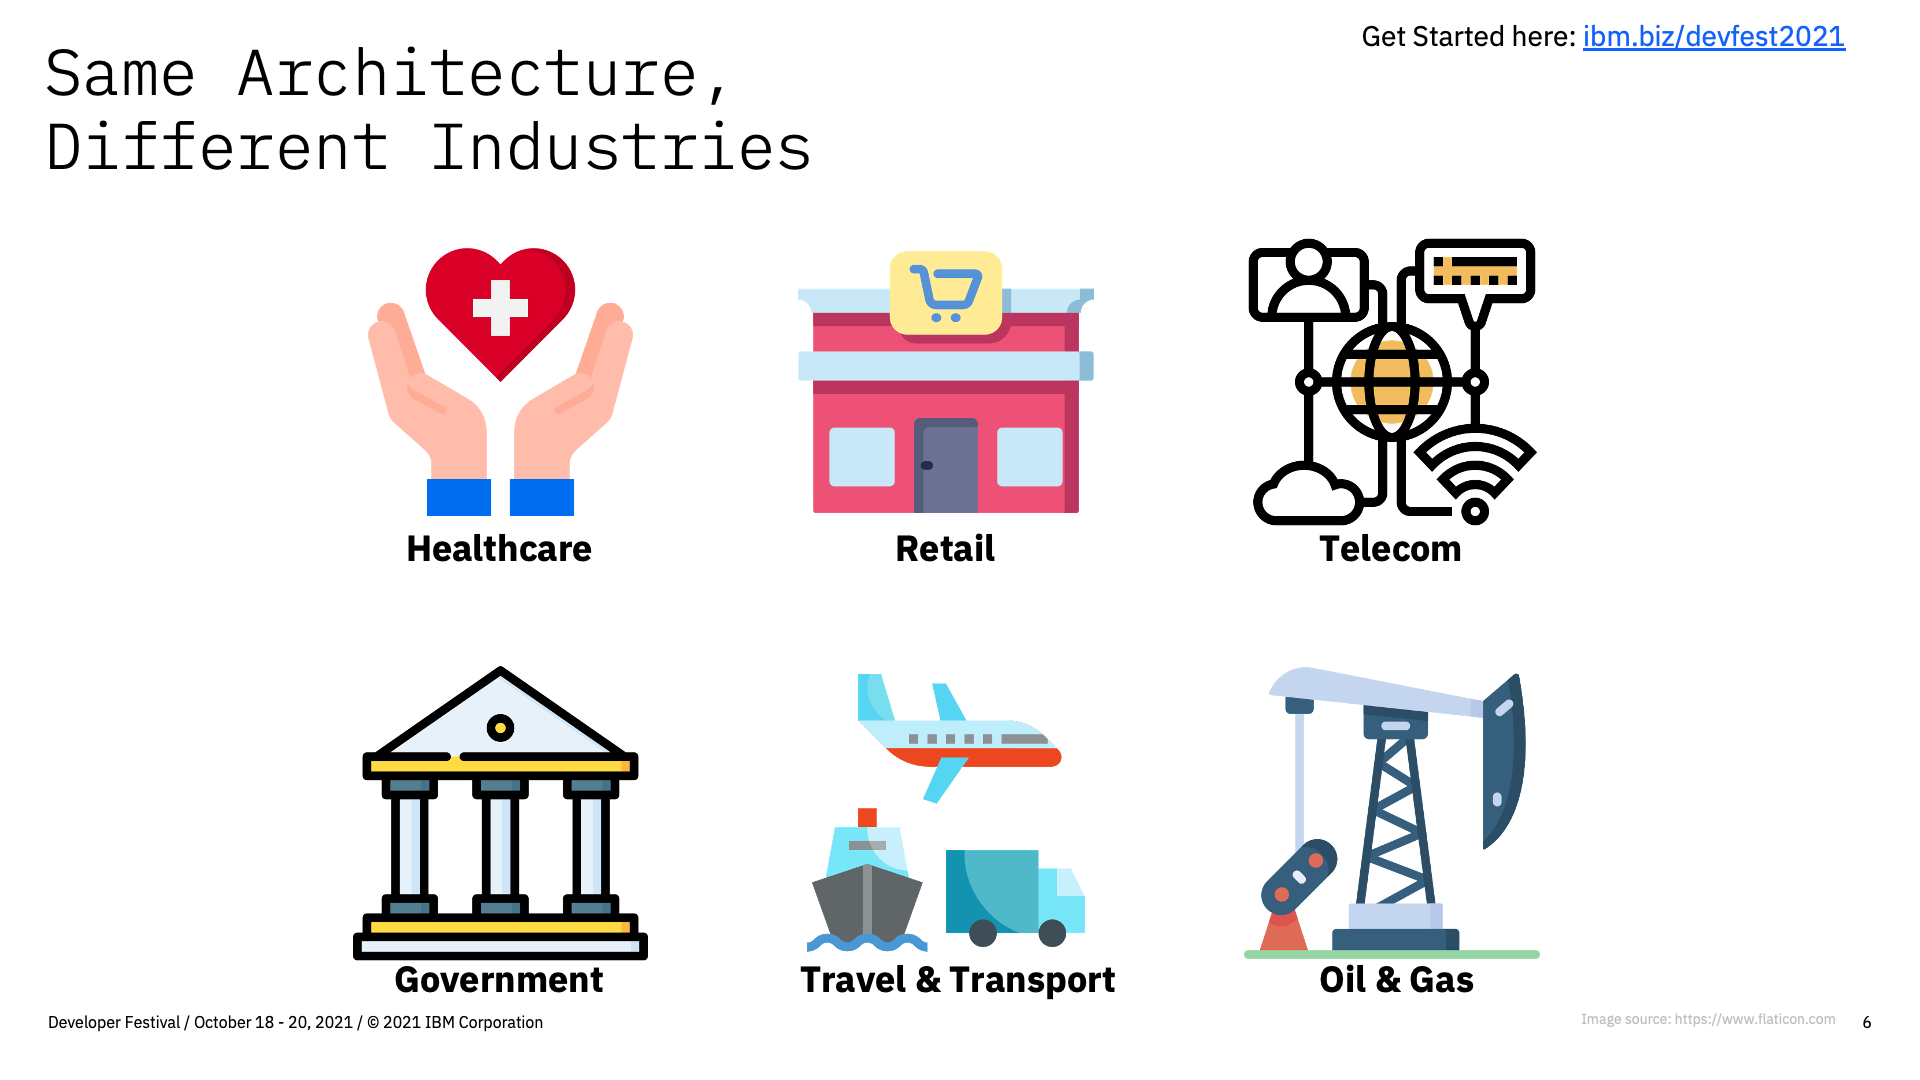 Get Started here: ibm.biz/devfest2021
Same Architecture,
Different Industries
Healthcare
Retail
Telecom
Government
Travel & Transport
Oil & Gas
Developer Festival / October 18 - 20, 2021 / © 2021 IBM Corporation
Image source: https://www.flaticon.com
6